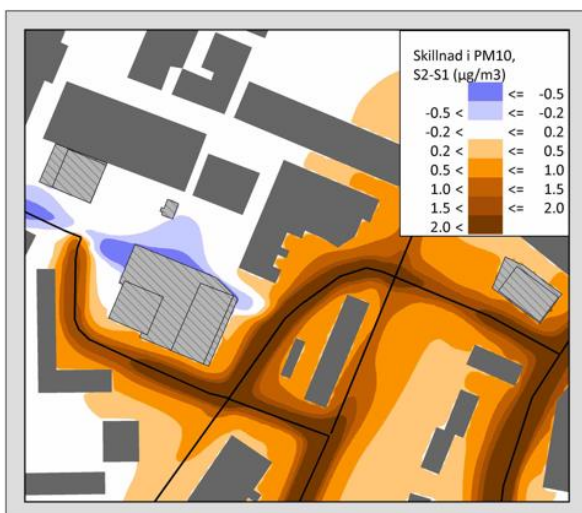 Skillnad i PM10,
S2-S1 (µg/m3)
<= -0.5
-0.5 < <= -0.2
-0.2 < <= 0.2
0.2 < <= 0.5
0.5 < <= 1.0
1.0 < <= 1.5
1.5 < <= 2.0
2.0 <